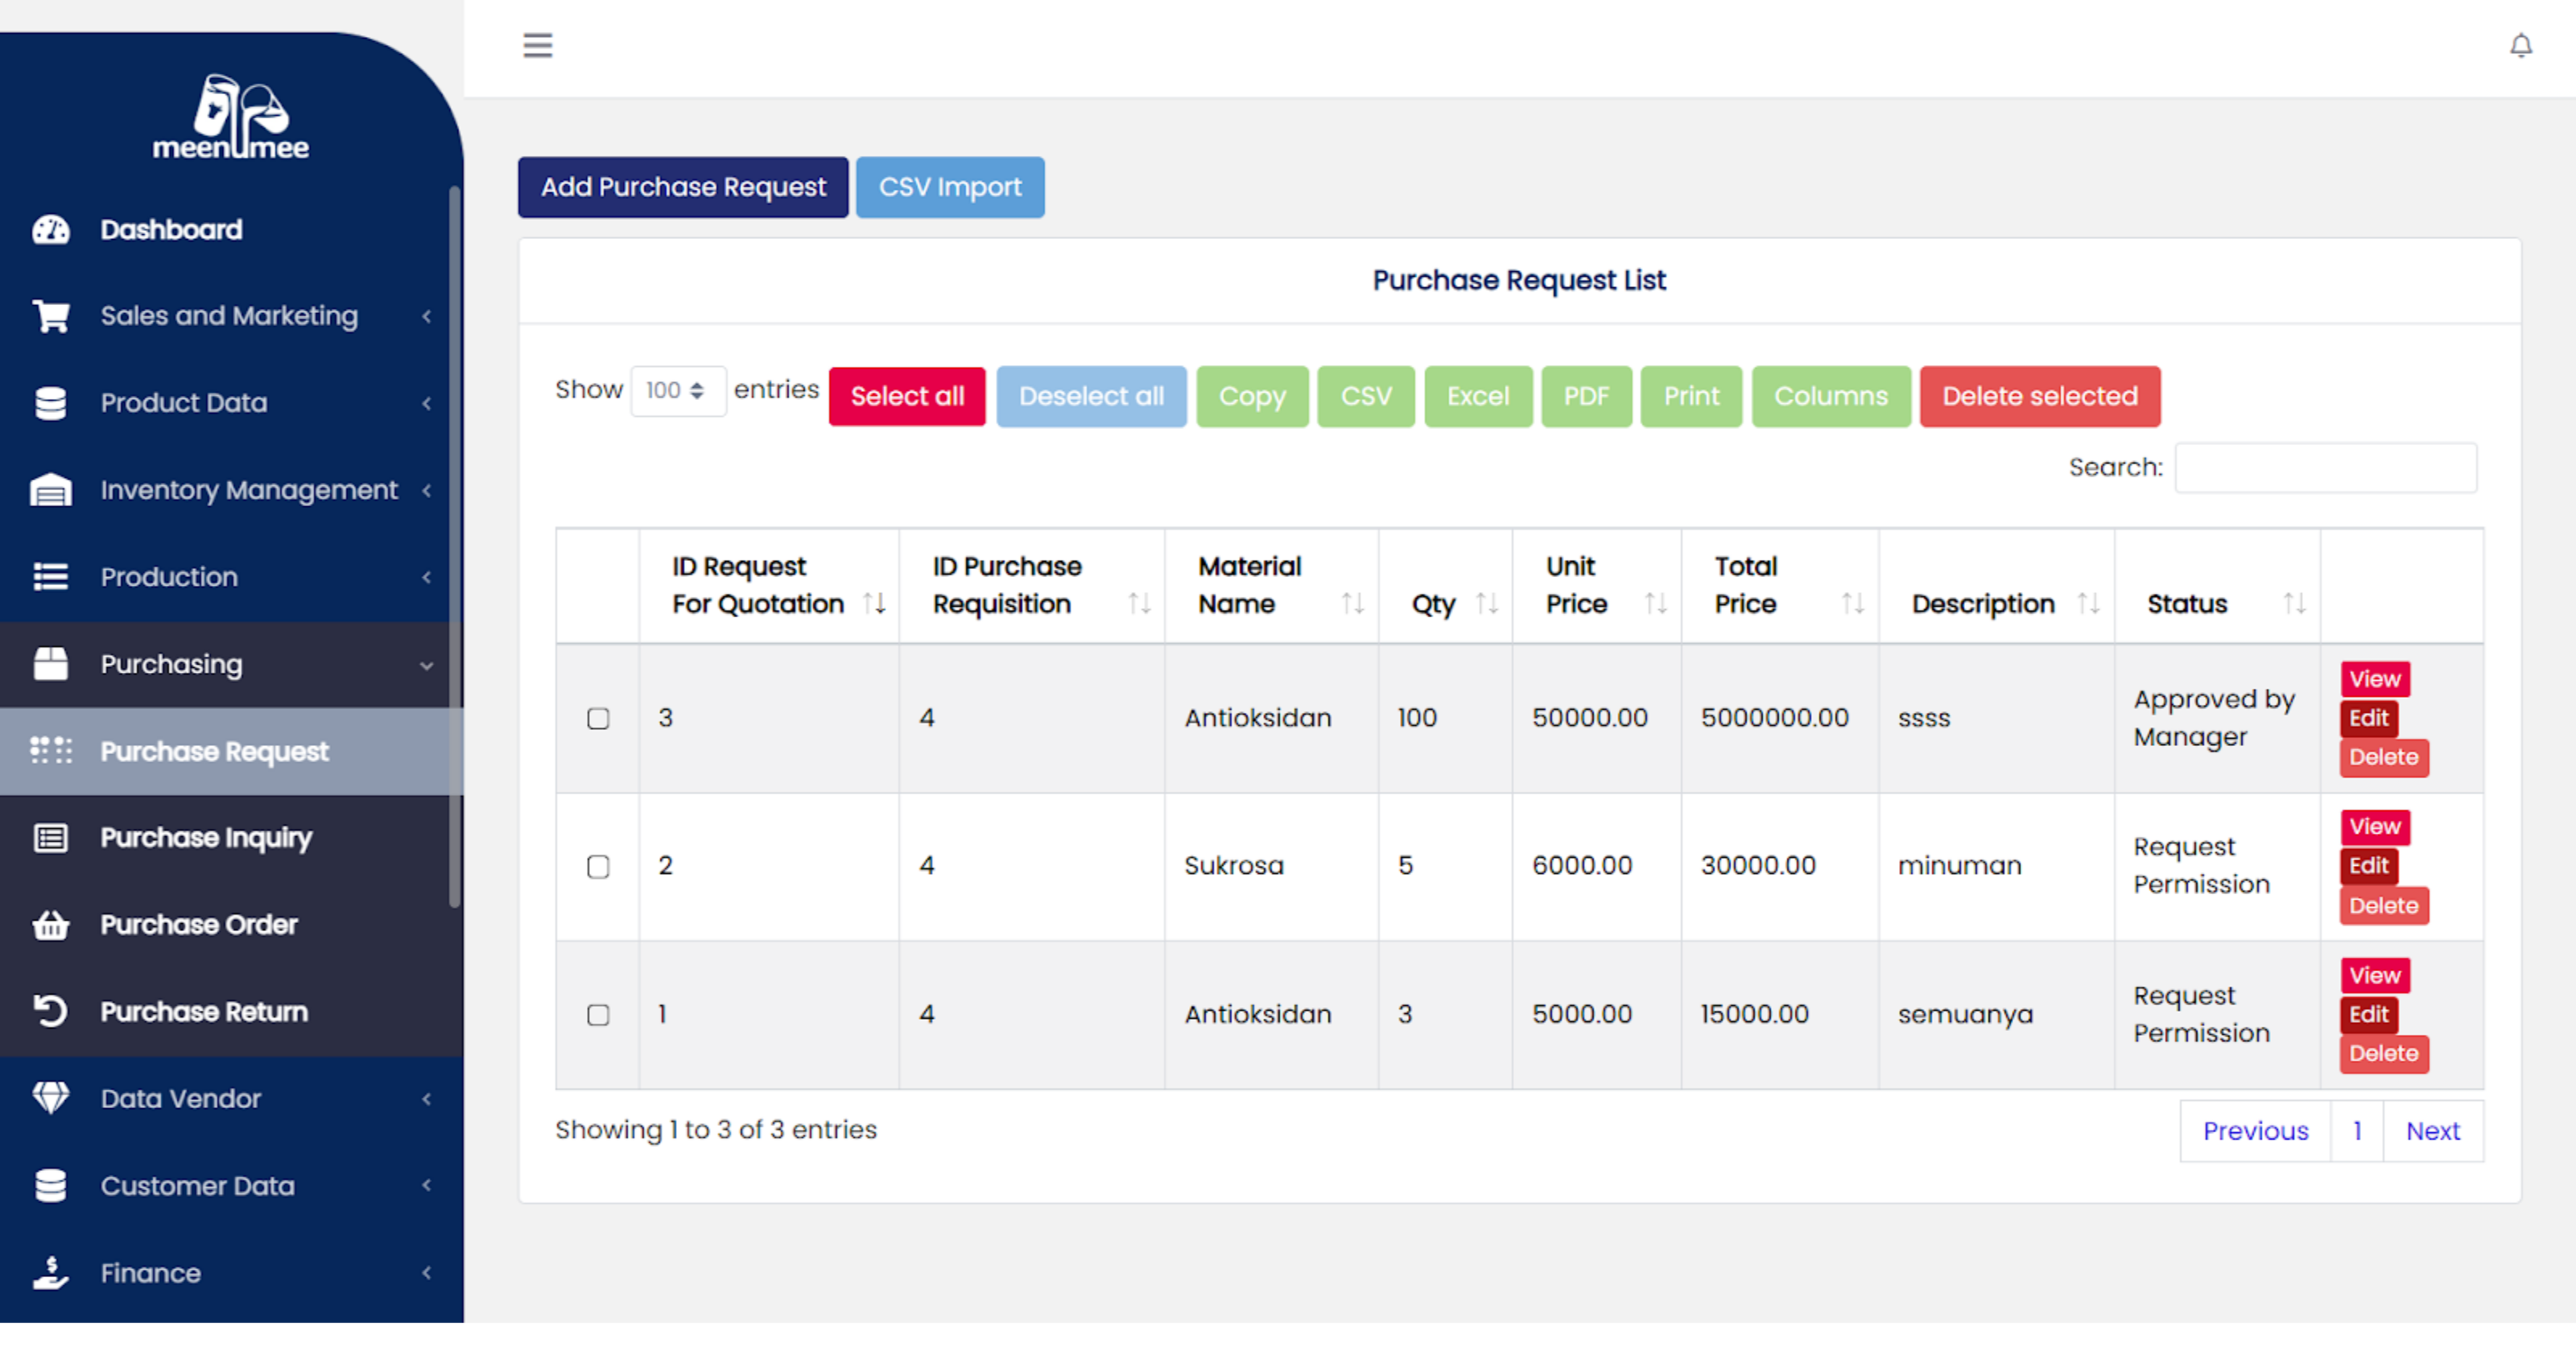 meenumee
Dashboard
Sales and Marketing
Product Data
Inventory Management
Production
Purchasing
Purchase Request
Purchase Inquiry
Purchase Order
Purchase Return
Data Vendor
Customer Data
Finance
Add Purchase Request CSV Import
Purchase Request List
Show 100 entries Select all Deselect all Copy CSV Excel PDF Print Columns Delete selected
Search:
ID Request For Quotation ID Purchase Requisition Material Name Qty Unit Price Total Price Description Status
3 4 Antioksidan 100 50000.00 5000000.00 ssss Approved by Manager View Edit Delete
2 4 Sukrosa 5 6000.00 30000.00 minuman Request Permission View Edit Delete
1 4 Antioksidan 3 5000.00 15000.00 semuanya Request Permission View Edit Delete
Showing 1 to 3 of 3 entries
Previous 1 Next